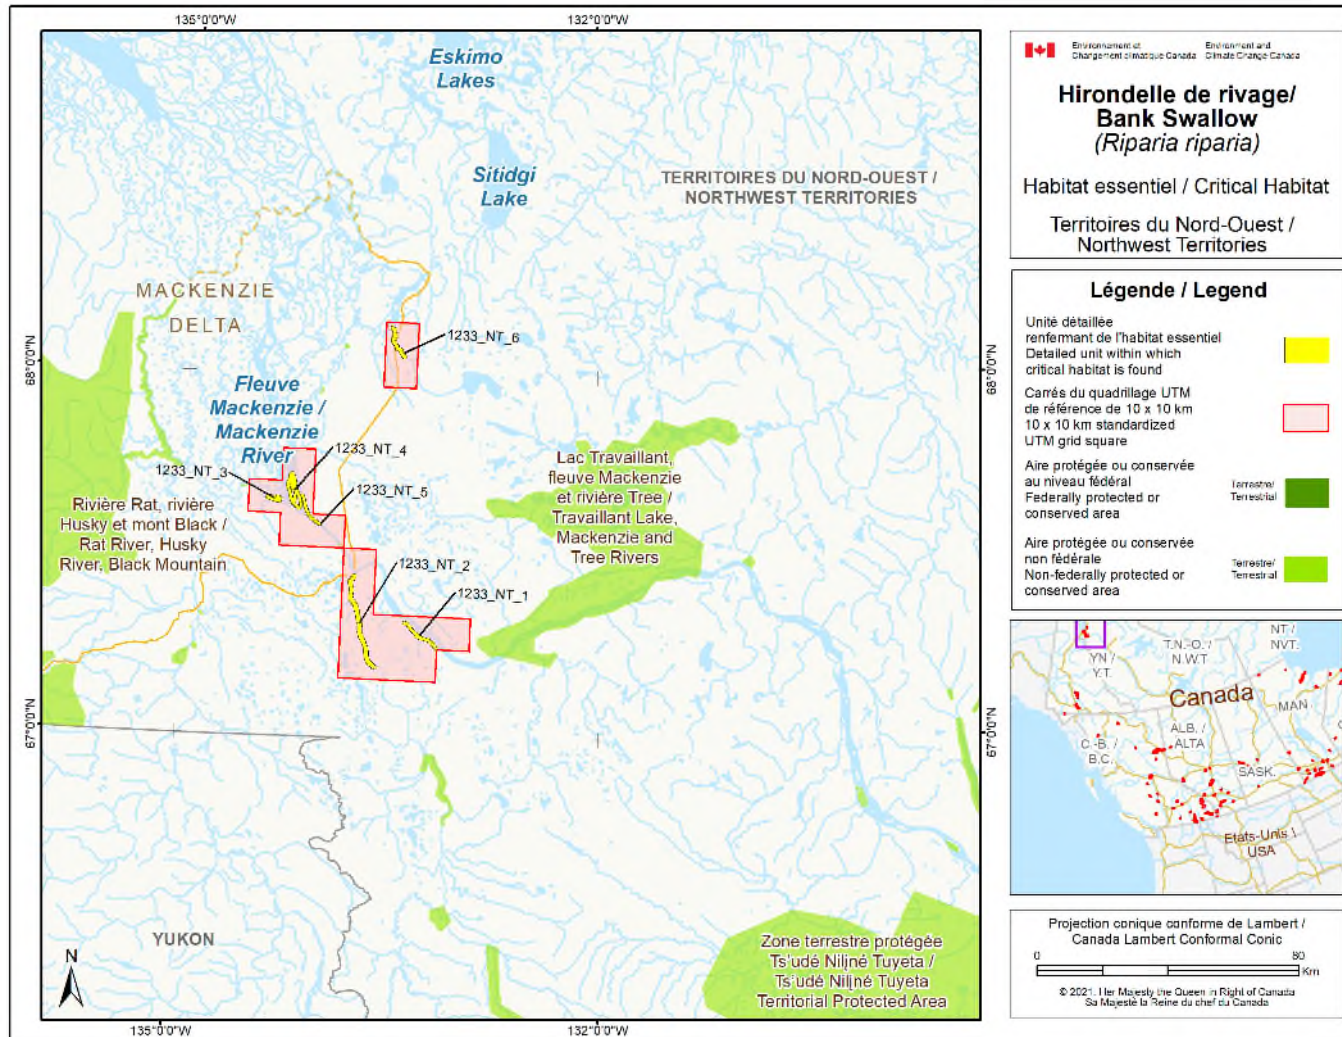 135°0'0"W
132°0'0"W
Eskimo
Lakes
Sitidgi
Lake
TERRITOIRES DU NORD-OUEST /
NORTHWEST TERRITORIES
MACKENZIE
DELTA
68°0'0"N
68°0'0"N
1233_NT_6
Fleuve
Mackenzie /
Mackenzie
River
1233_NT_4
1233_NT_3
1233_NT_5
Rivière Rat, rivière
Husky et mont Black /
Rat River, Husky
River, Black Mountain
Lac Travaillant,
fleuve Mackenzie
et rivière Tree /
Travaillant Lake,
Mackenzie and
Tree Rivers
1233_NT_2
1233_NT_1
67°0'0"N
67°0'0"N
YUKON
N
Zone terrestre protégée
Ts'udé Nilįné Tuyeta /
Ts'udé Nilįné Tuyeta
Territorial Protected Area
135°0'0"W
132°0'0"W
Environnement et
Changement climatique Canada
Environment and
Climate Change Canada
Hirondelle de rivage/
Bank Swallow
(Riparia riparia)
Habitat essentiel / Critical Habitat
Territoires du Nord-Ouest /
Northwest Territories
Légende / Legend
Unité détaillée
renfermant de l'habitat essentiel
Detailed unit within which
critical habitat is found
Carrés du quadrillage UTM
de référence de 10 x 10 km
10 x 10 km standardized
UTM grid square
Aire protégée ou conservée
au niveau fédéral
Federally protected or
conserved area
Terrestre/
Terrestrial
Aire protégée ou conservée
non fédérale
Non-federally protected or
conserved area
Terrestre/
Terrestrial
YN /
Y.T.
T.N.-O. /
N.W.T
NT /
NVT.
Canada
MAN
C.-B. /
B.C.
ALB. /
ALTA
SASK.
Etats-Unis \
USA
Projection conique conforme de Lambert /
Canada Lambert Conformal Conic
0
80
Km
© 2021. Her Majesty the Queen in Right of Canada
Sa Majesté la Reine du chef du Canada